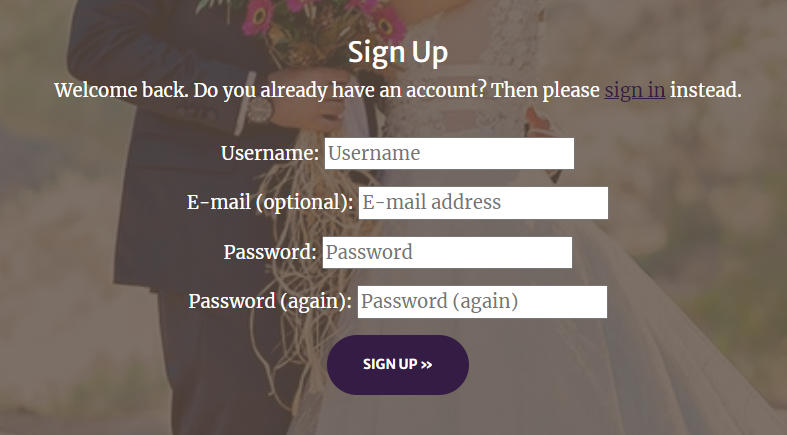 Sign Up
Welcome back. Do you already have an account? Then please sign in instead.
Username: Username
E-mail (optional): E-mail address
Password: Password
Password (again): Password (again)
SIGN UP »